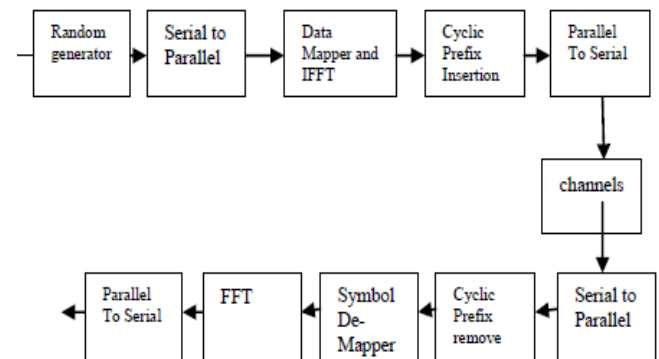 Random
generator
Serial to
Parallel
Data
Mapper and
IFFT
Cyclic
Prefix
Insertion
Parallel
To Serial
channels
Parallel
To Serial
FFT
Symbol
De-
Mapper
Cyclic
Prefix
remove
Serial to
Parallel